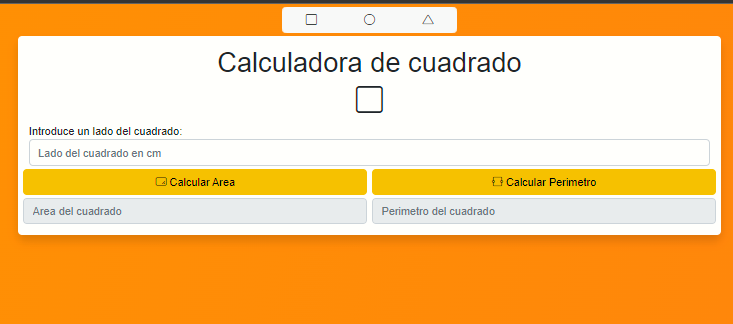 Calculadora de cuadrado
Introduce un lado del cuadrado:
Lado del cuadrado en cm
Calcular Area
Calcular Perimetro
Area del cuadrado
Perimetro del cuadrado